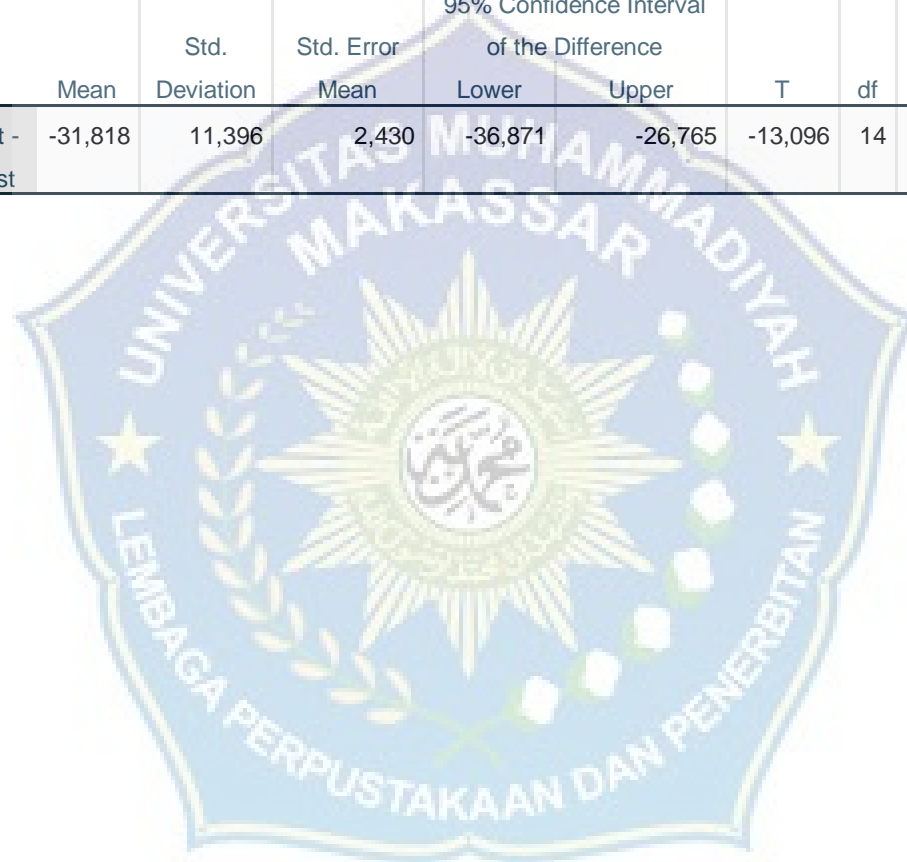 95% Confidence Interval
Std. Std. Error of the Difference
Mean Deviation Mean Lower Upper T df
t - -31,818 11,396 2,430 -36,871 -26,765 -13,096 14
st
UNIVERSITAS MUHAMMADIYAH
MAKASSAR
LEMBAGA PERPUSTAKAAN DAN PENERBITAN